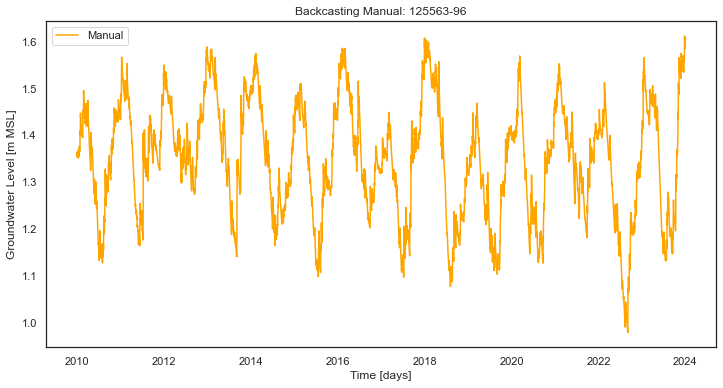 Backcasting Manual: 125563-96
Manual
Groundwater Level [m MSL]
1.6
1.5
1.4
1.3
1.2
1.1
1.0
2010 2012 2014 2016 2018 2020 2022 2024
Time [days]